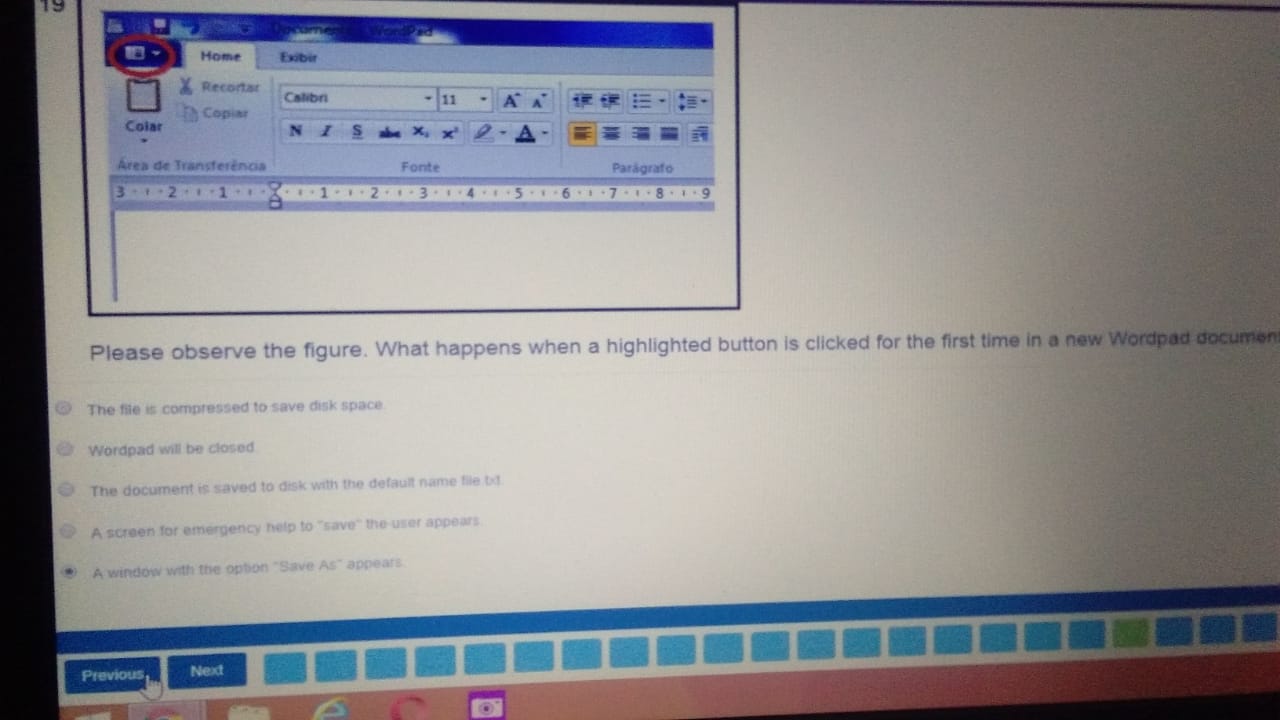 19
Document WordPad
Home Exibir
Recortar
Copiar
Colar
Calibri 11 A A
N I S abc X₂ X² A
Área de Transferência Fonte Parágrafo
3 2 1 1 2 3 4 5 6 7 8 9
Please observe the figure. What happens when a highlighted button is clicked for the first time in a new Wordpad documen
The file is compressed to save disk space.
Wordpad will be closed.
The document is saved to disk with the default name file.txt.
A screen for emergency help to "save" the user appears.
A window with the option "Save As" appears.
Previous Next